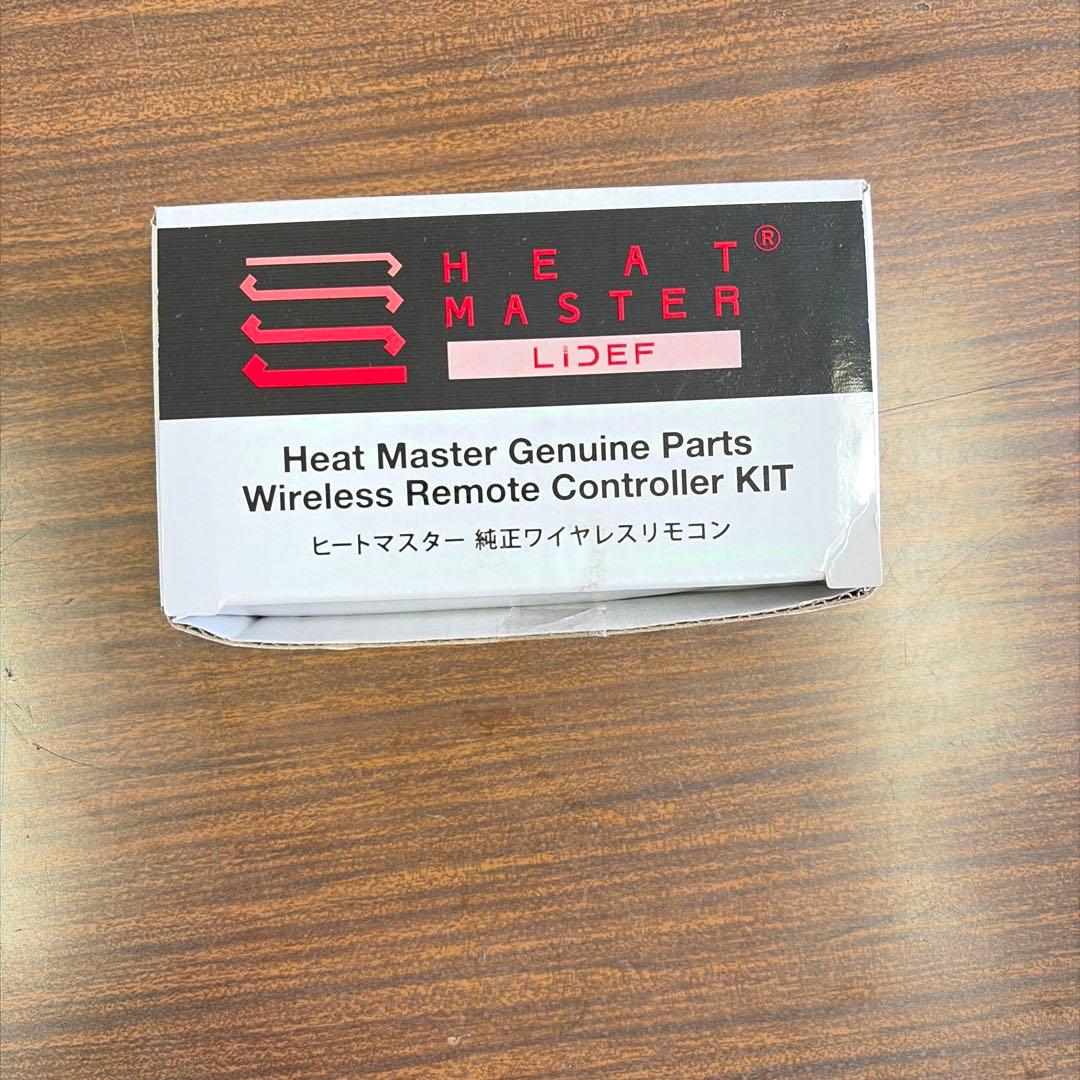 HEAT®
MASTER
LiDEF
Heat Master Genuine Parts
Wireless Remote Controller KIT
ヒートマスター 純正ワイヤレスリモコン